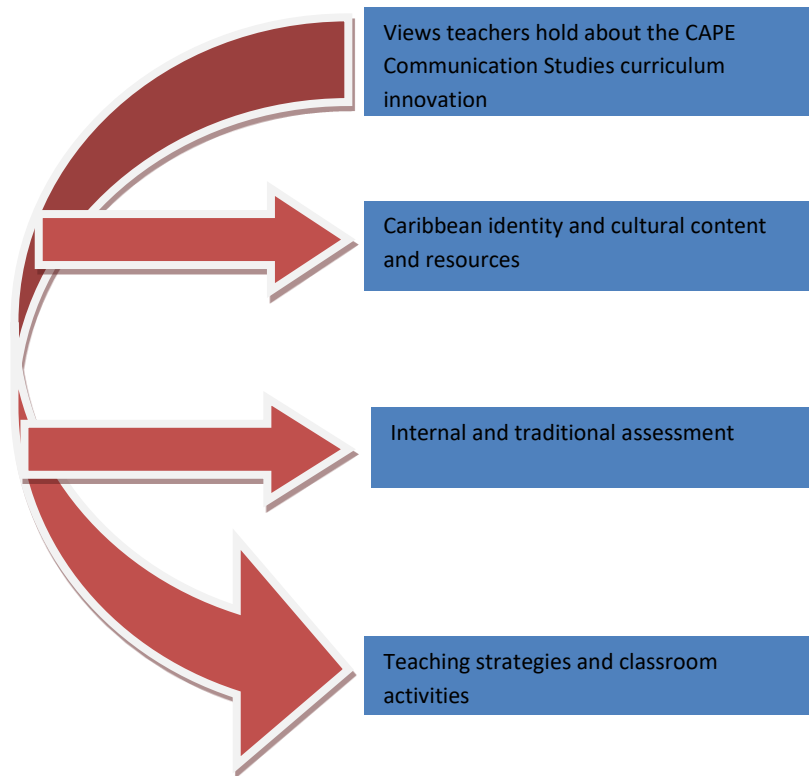 Views teachers hold about the CAPE
Communication Studies curriculum
innovation
Caribbean identity and cultural content
and resources
Internal and traditional assessment
Teaching strategies and classroom
activities